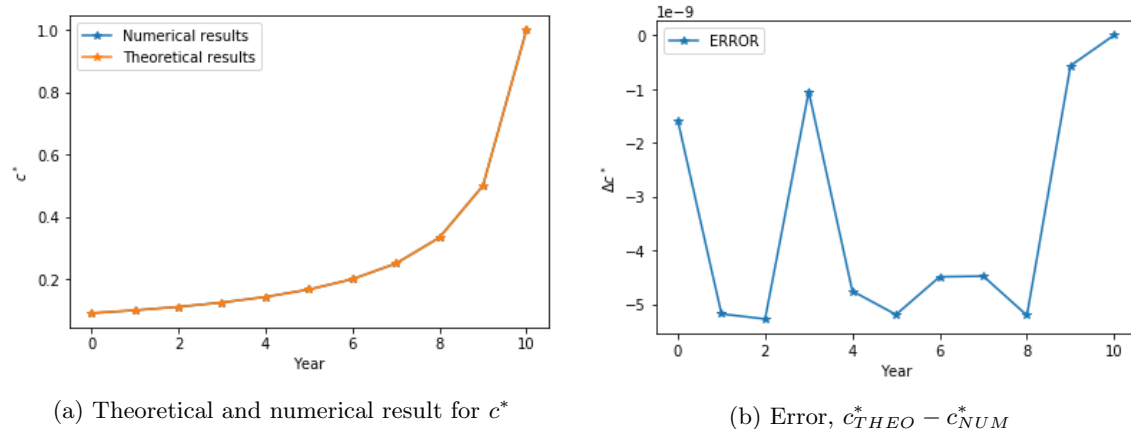 Numerical results
Theoretical results
1.0
0.8
0.6
0.4
0.2
c*
0 2 4 6 8 10
Year
(a) Theoretical and numerical result for c*
1e−9
ERROR
0
−1
−2
−3
−4
−5
Δc*
0 2 4 6 8 10
Year
(b) Error, c*THEO − c*NUM